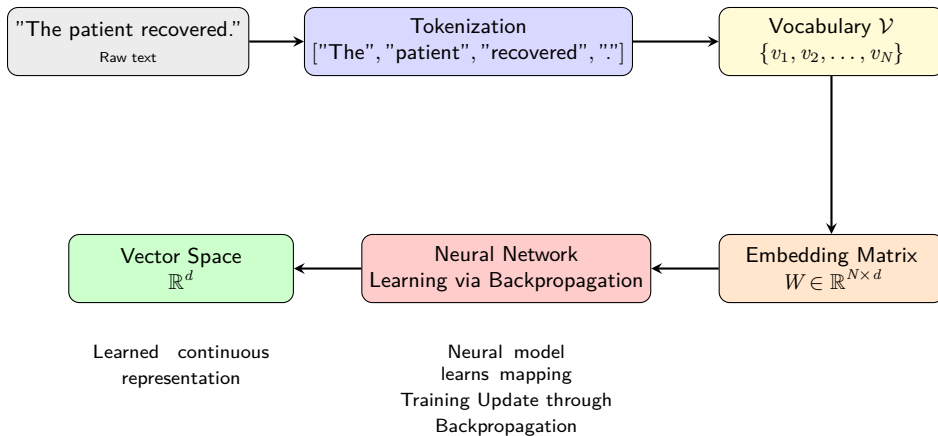 "The patient recovered."
Raw text
Tokenization
["The","patient","recovered","."]
Vocabulary 𝒱
{v₁, v₂, . . . , v_N}
Vector Space
ℝᵈ
Neural Network
Learning via Backpropagation
Embedding Matrix
W ∈ ℝ^{N×d}
Learned continuous
representation
Neural model
learns mapping
Training Update through
Backpropagation